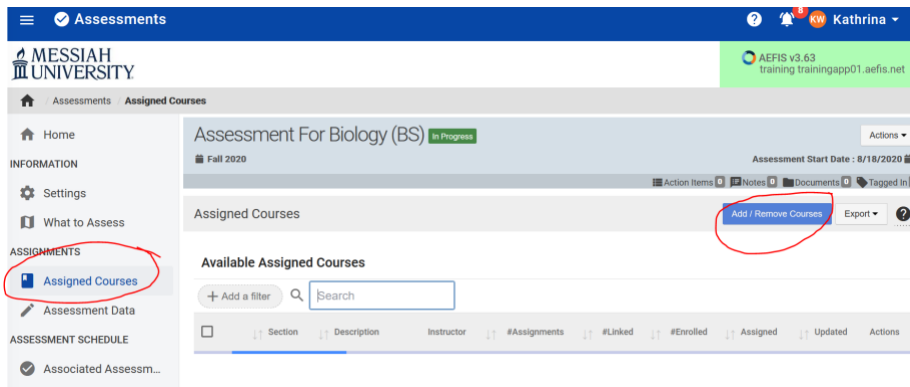 Assessments
8
KW Kathrina
MESSIAH
UNIVERSITY
AEFIS v3.63
training trainingapp01.aefis.net
/ Assessments / Assigned Courses
Home
Assessment For Biology (BS) In Progress
Actions
Fall 2020
Assessment Start Date : 8/18/2020
INFORMATION
Action Items 0 Notes 0 Documents 0 Tagged In
Settings
Assigned Courses
Add / Remove Courses
Export
What to Assess
ASSIGNMENTS
Available Assigned Courses
Assigned Courses
+ Add a filter
Search
Assessment Data
Section Description Instructor #Assignments #Linked #Enrolled Assigned Updated Actions
ASSESSMENT SCHEDULE
Associated Assessm...